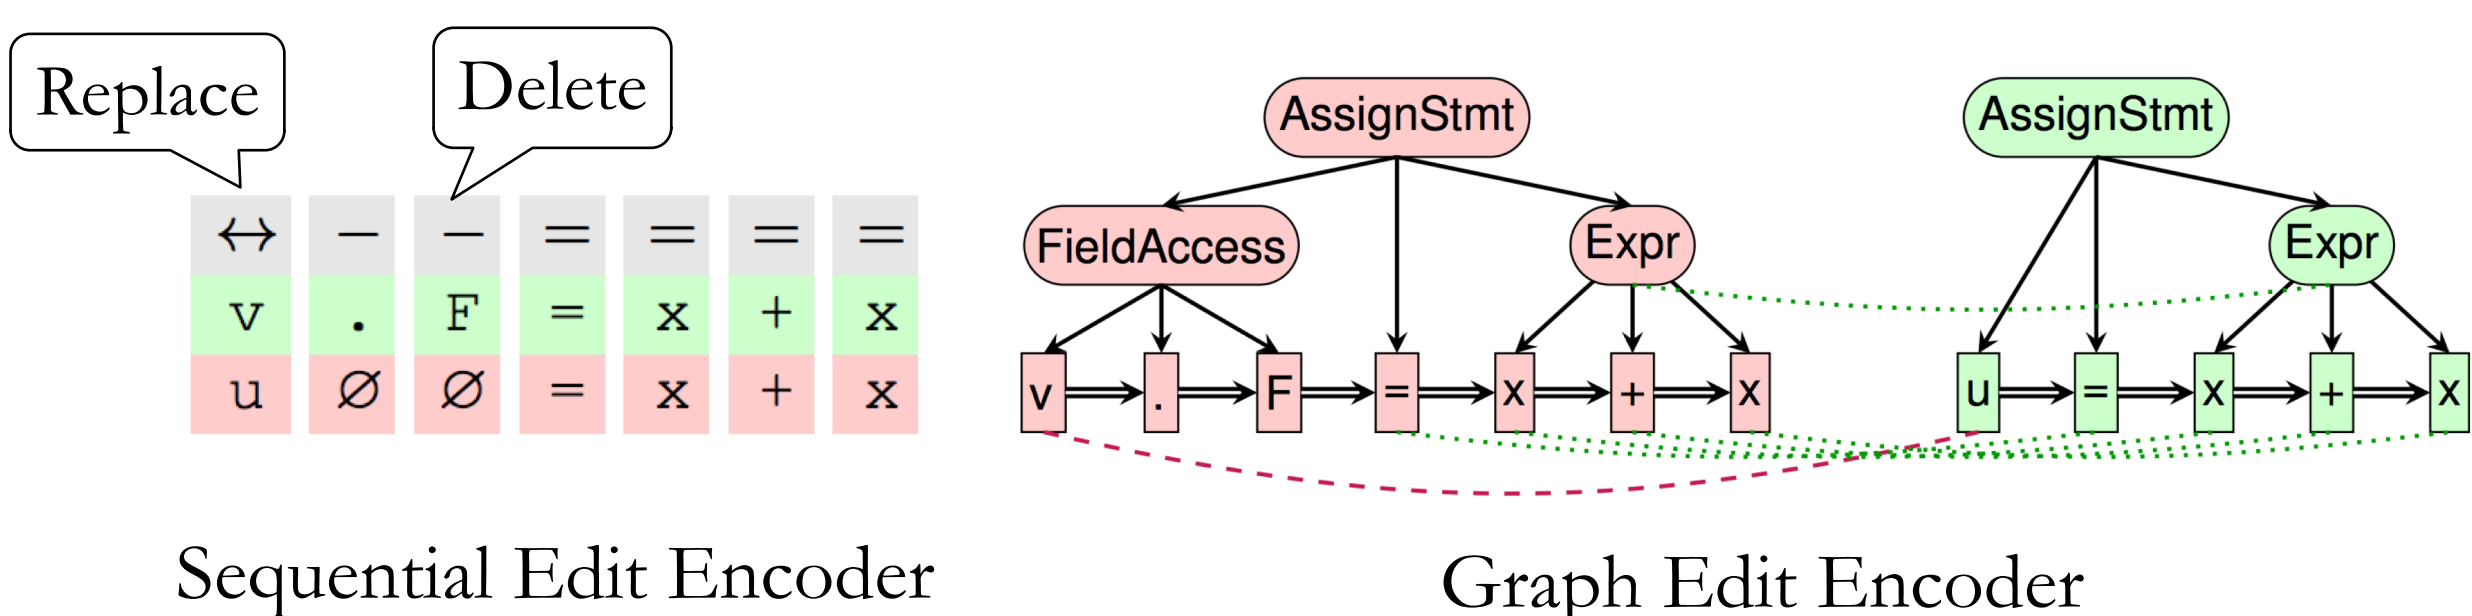 Replace
Delete
↔ − − = = = =
v . F = x + x
u ∅ ∅ = x + x
Sequential Edit Encoder
AssignStmt
FieldAccess Expr
v . F = x + x
AssignStmt
Expr
u = x + x
Graph Edit Encoder